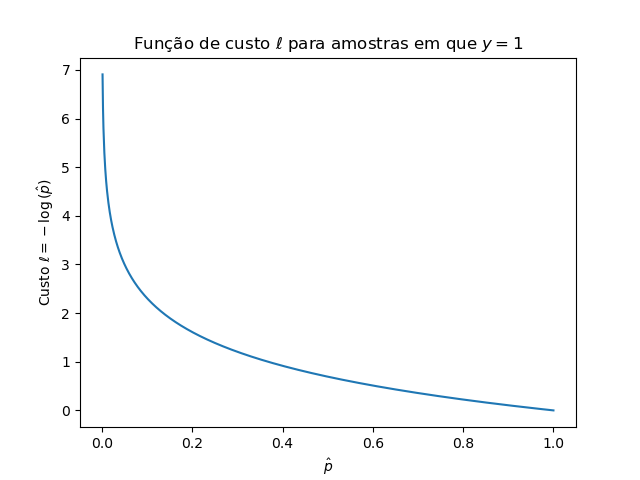 Função de custo ℓ para amostras em que y = 1
7
6
5
4
3
2
1
0
Custo ℓ = − log (p̂)
0.0 0.2 0.4 0.6 0.8 1.0
p̂